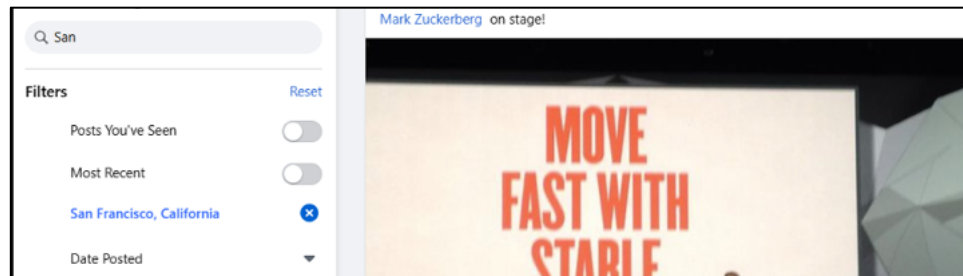 San
Filters Reset
Posts You've Seen
Most Recent
San Francisco, California
Date Posted
Mark Zuckerberg on stage!
MOVE
FAST WITH
STABLE